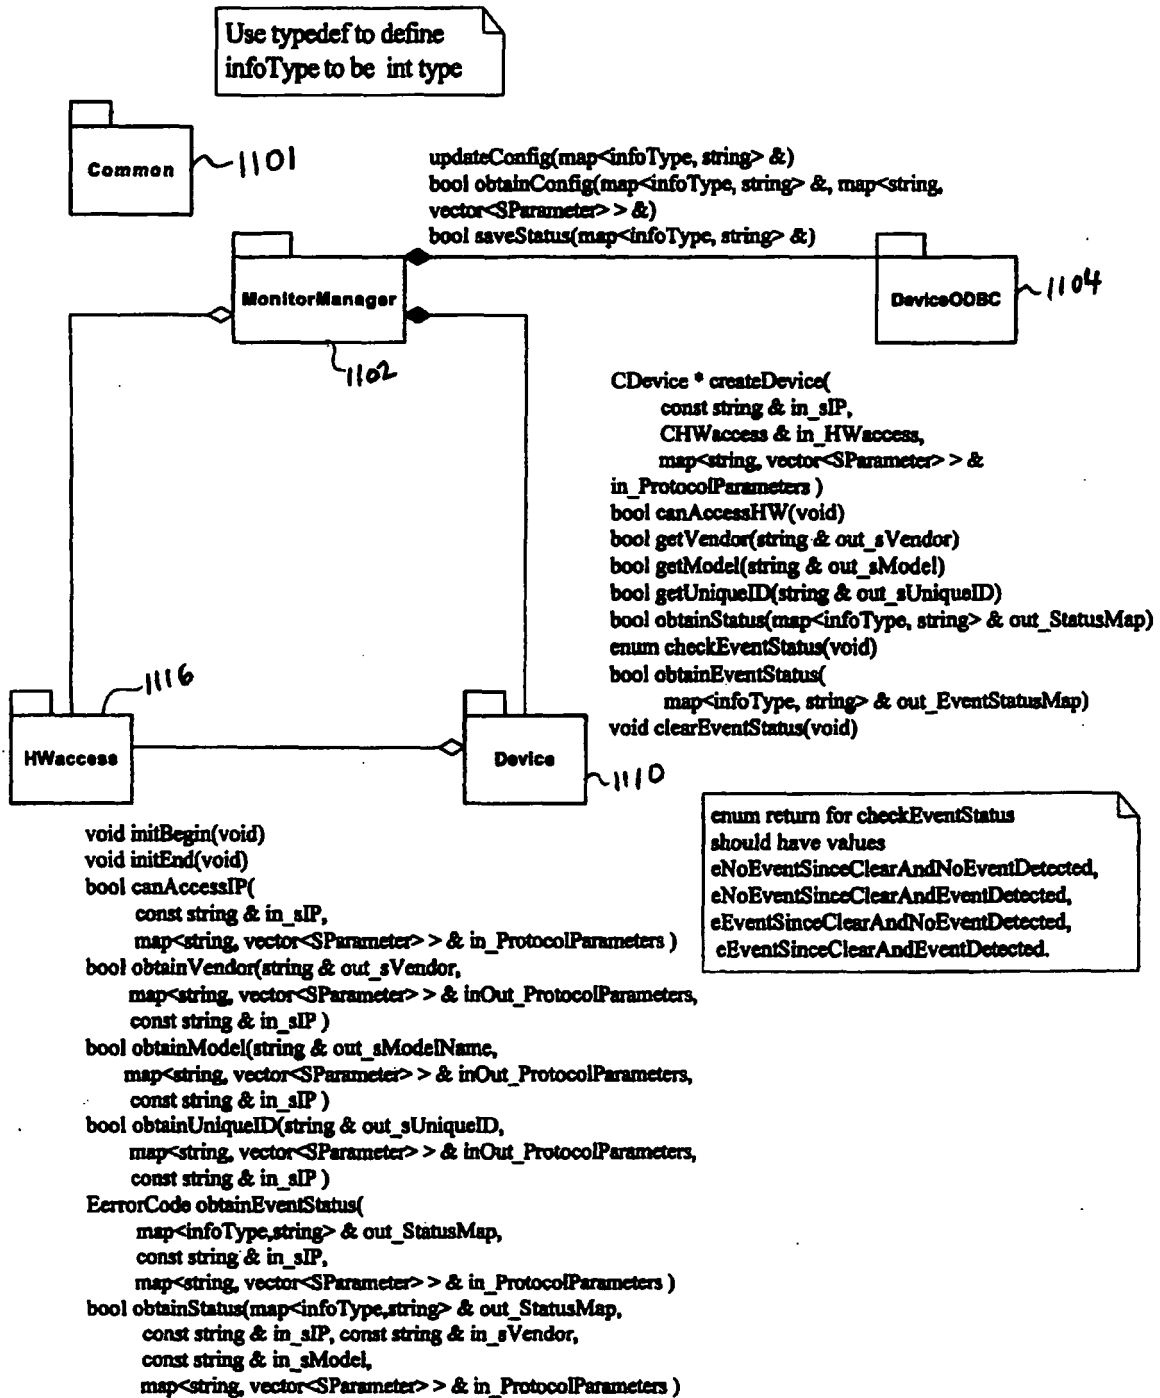 Use typedef to define
infoType to be int type
Common
1101
updateConfig(map<infoType, string> &)
bool obtainConfig(map<infoType, string> &, map<string,
vector<SParameter> > &)
bool saveStatus(map<infoType, string> &)
MonitorManager
1102
DeviceODBC
1104
CDevice * createDevice(
const string & in_sIP,
CHWaccess & in_HWaccess,
map<string, vector<SParameter> > &
in_ProtocolParameters )
bool canAccessHW(void)
bool getVendor(string & out_sVendor)
bool getModel(string & out_sModel)
bool getUniqueID(string & out_sUniqueID)
bool obtainStatus(map<infoType, string> & out_StatusMap)
enum checkEventStatus(void)
bool obtainEventStatus(
map<infoType, string> & out_EventStatusMap)
void clearEventStatus(void)
1116
HWaccess
Device
1110
enum return for checkEventStatus
should have values
eNoEventSinceClearAndNoEventDetected,
eNoEventSinceClearAndEventDetected,
eEventSinceClearAndNoEventDetected,
eEventSinceClearAndEventDetected.
void initBegin(void)
void initEnd(void)
bool canAccessIP(
const string & in_sIP,
map<string, vector<SParameter> > & in_ProtocolParameters )
bool obtainVendor(string & out_sVendor,
map<string, vector<SParameter> > & inOut_ProtocolParameters,
const string & in_sIP )
bool obtainModel(string & out_sModelName,
map<string, vector<SParameter> > & inOut_ProtocolParameters,
const string & in_sIP )
bool obtainUniqueID(string & out_sUniqueID,
map<string, vector<SParameter> > & inOut_ProtocolParameters,
const string & in_sIP )
EerrorCode obtainEventStatus(
map<infoType,string> & out_StatusMap,
const string & in_sIP,
map<string, vector<SParameter> > & in_ProtocolParameters )
bool obtainStatus(map<infoType,string> & out_StatusMap,
const string & in_sIP, const string & in_sVendor,
const string & in_sModel,
map<string, vector<SParameter> > & in_ProtocolParameters )